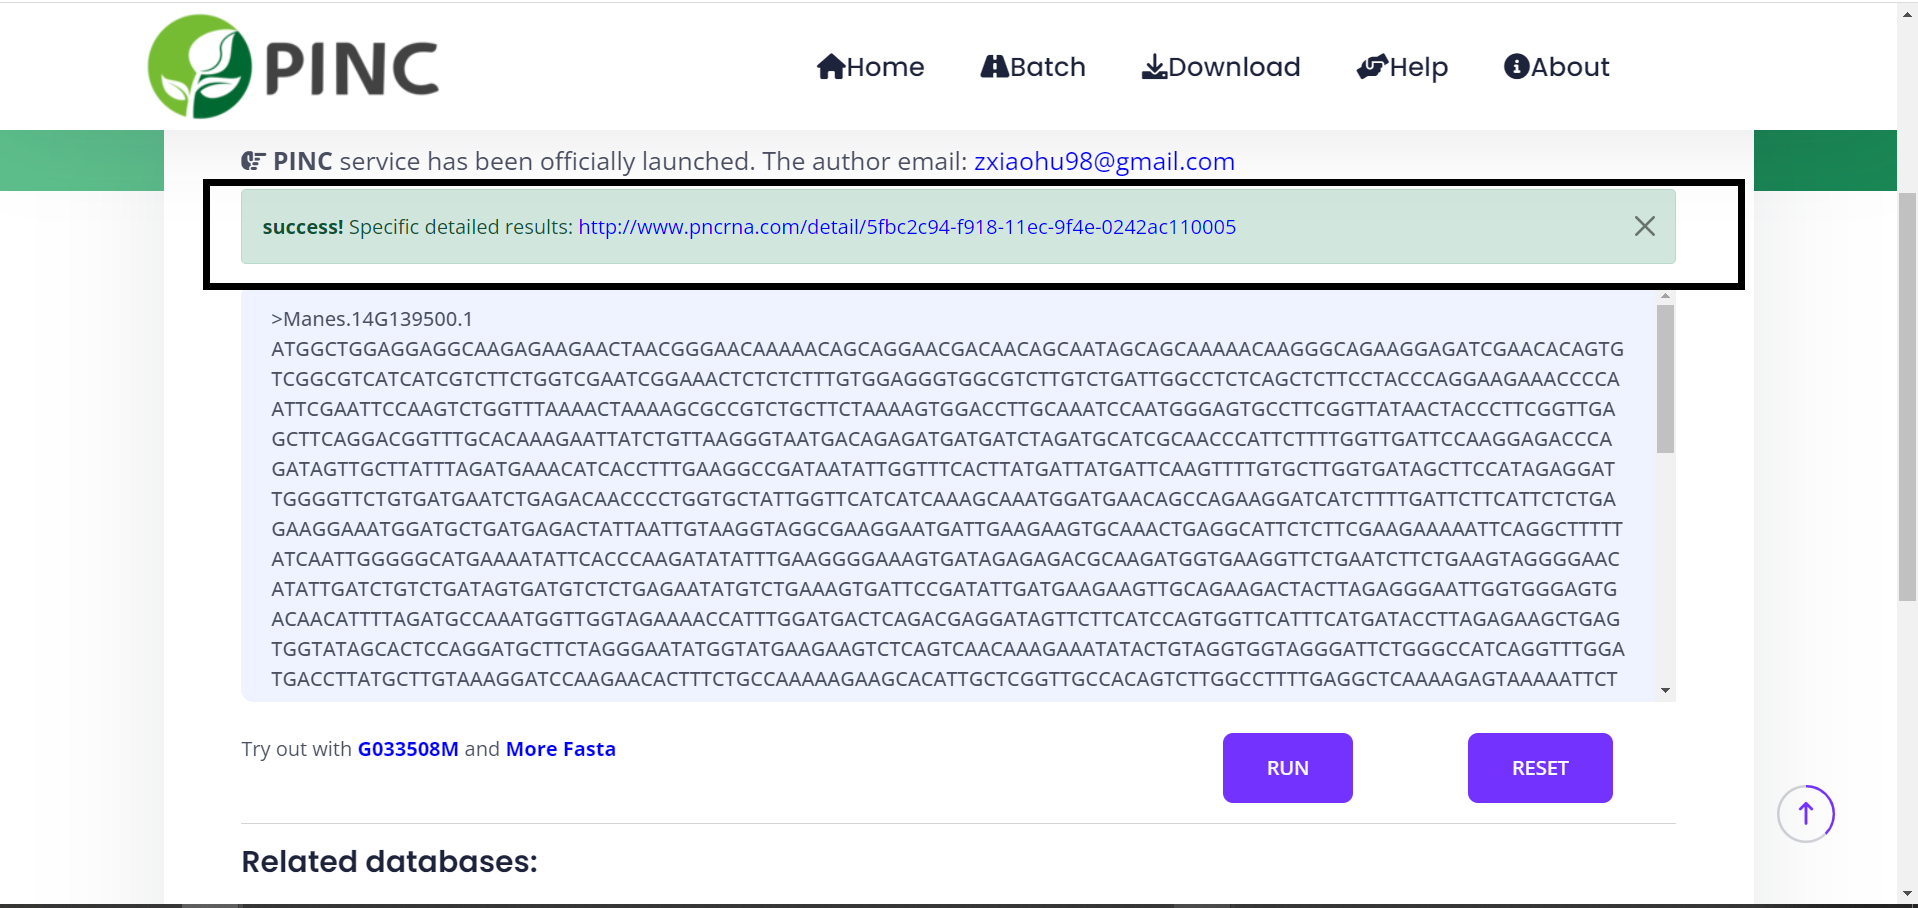 PINC
Home
Batch
Download
Help
About
PINC service has been officially launched. The author email: zxiaohu98@gmail.com
success! Specific detailed results: http://www.pncrna.com/detail/5fbc2c94-f918-11ec-9f4e-0242ac110005
>Manes.14G139500.1
ATGGCTGGAGGAGGCAAGAGAAGAACTAACGGGAACAAAAACAGCAGGAACGACAACAGCAATAGCAGCAAAAACAAGGGCAGAAGGAGATCGAACACAGTG
TCGGCGTCATCATCGTCTTCTGGTCGAATCGGAAACTCTCTCTTTGTGGAGGGTGGCGTCTTGTCTGATTGGCCTCTCAGCTCTTCCTACCCAGGAAGAAACCCCA
ATTCGAATTCCAAGTCTGGTTTAAAACTAAAAGCGCCGTCTGCTTCTAAAAGTGGACCTTGCAAATCCAATGGGAGTGCCTTCGGTTATAACTACCCTTCGGTTGA
GCTTCAGGACGGTTTGCACAAAGAATTATCTGTTAAGGGTAATGACAGAGATGATGATCTAGATGCATCGCAACCCATTCTTTTGGTTGATTCCAAGGAGACCCA
GATAGTTGCTTATTTAGATGAAACATCACCTTTGAAGGCCGATAATATTGGTTTCACTTATGATTATGATTCAAGTTTTGTGCTTGGTGATAGCTTCCATAGAGGAT
TGGGGTTCTGTGATGAATCTGAGACAACCCCTGGTGCTATTGGTTCATCATCAAAGCAAATGGATGAACAGCCAGAAGGATCATCTTTTGATTCTTCATTCTCTGA
GAAGGAAATGGATGCTGATGAGACTATTAATTGTAAGGTAGGCGAAGGAATGATTGAAGAAGTGCAAACTGAGGCATTCTCTTCGAAGAAAAATTCAGGCTTTTT
ATCAATTGGGGGCATGAAAATATTCACCCAAGATATATTTGAAGGGGAAAGTGATAGAGAGACGCAAGATGGTGAAGGTTCTGAATCTTCTGAAGTAGGGGAAC
ATATTGATCTGTCTGATAGTGATGTCTCTGAGAATATGTCTGAAAGTGATTCCGATATTGATGAAGAAGTTGCAGAAGACTACTTAGAGGGAATTGGTGGGAGTG
ACAACATTTTAGATGCCAAATGGTTGGTAGAAAACCATTTGGATGACTCAGACGAGGATAGTTCTTCATCCAGTGGTTCATTTCATGATACCTTAGAGAAGCTGAG
TGGTATAGCACTCCAGGATGCTTCTAGGGAATATGGTATGAAGAAGTCTCAGTCAACAAAGAAATATACTGTAGGTGGTAGGGATTCTGGGCCATCAGGTTTGGA
TGACCTTATGCTTGTAAAGGATCCAAGAACACTTTCTGCCAAAAAGAAGCACATTGCTCGGTTGCCACAGTCTTGGCCTTTTGAGGCTCAAAAGAGTAAAAATTCT
Try out with G033508M and More Fasta
RUN
RESET
Related databases: